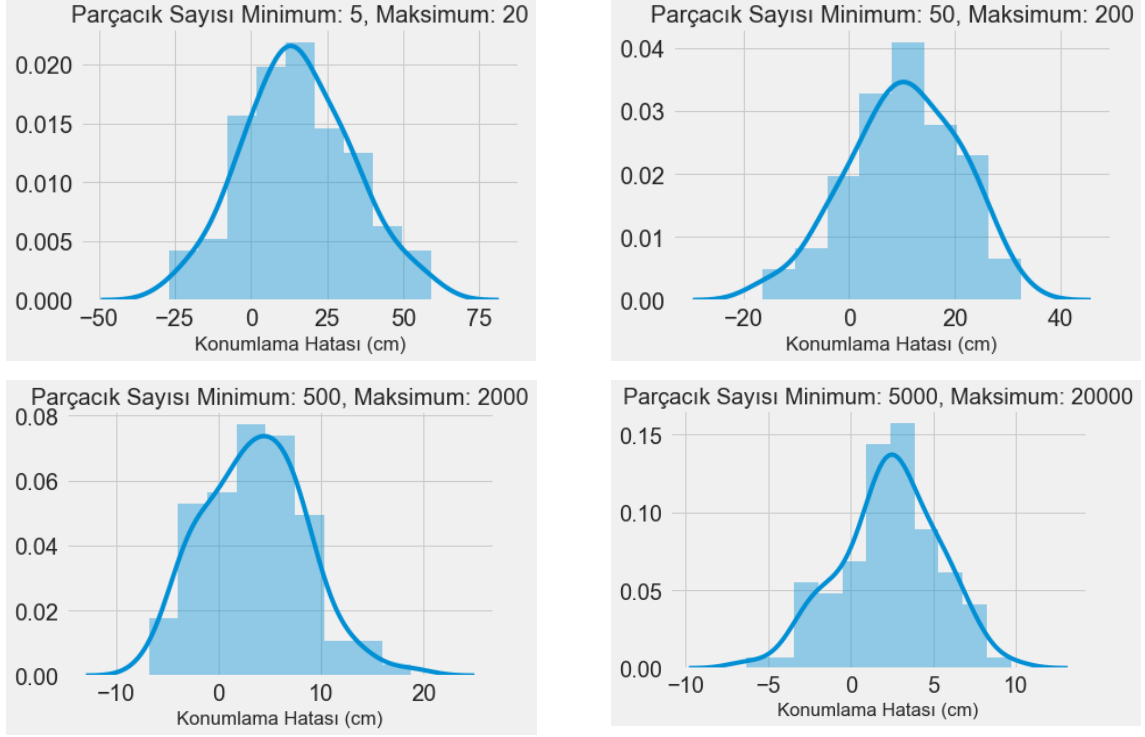 Parçacık Sayısı Minimum: 5, Maksimum: 20
0.020
0.015
0.010
0.005
0.000
−50 −25 0 25 50 75
Konumlama Hatası (cm)
Parçacık Sayısı Minimum: 50, Maksimum: 200
0.04
0.03
0.02
0.01
0.00
−20 0 20 40
Konumlama Hatası (cm)
Parçacık Sayısı Minimum: 500, Maksimum: 2000
0.08
0.06
0.04
0.02
0.00
−10 0 10 20
Konumlama Hatası (cm)
Parçacık Sayısı Minimum: 5000, Maksimum: 20000
0.15
0.10
0.05
0.00
−10 −5 0 5 10
Konumlama Hatası (cm)